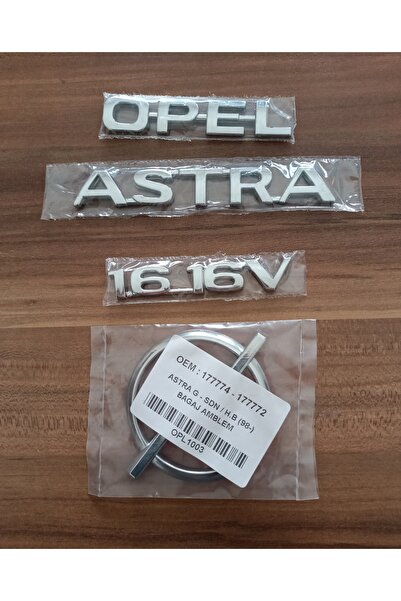 OPEL
ASTRA
1.6 16V
OEM : 177774 - 177772
ASTRA G - SDN / H.B (98-)
BAGAJ AMBLEM
OPL1003